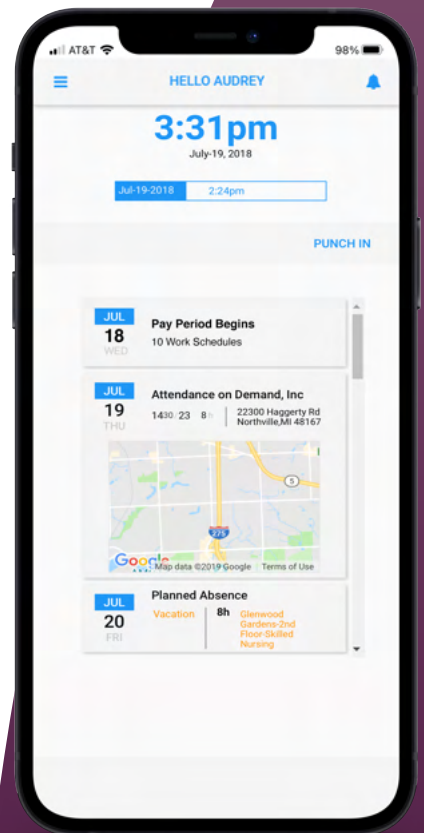 AT&T
98%
HELLO AUDREY
3:31pm
July-19, 2018
Jul-19-2018 2:24pm
PUNCH IN
JUL
18
WED
Pay Period Begins
10 Work Schedules
JUL
19
THU
Attendance on Demand, Inc
1430 23 8h
22300 Haggerty Rd
Northville,MI 48167
5
275
Google
Map data ©2019 Google
Terms of Use
JUL
20
FRI
Planned Absence
Vacation
8h
Glenwood
Gardens-2nd
Floor-Skilled
Nursing